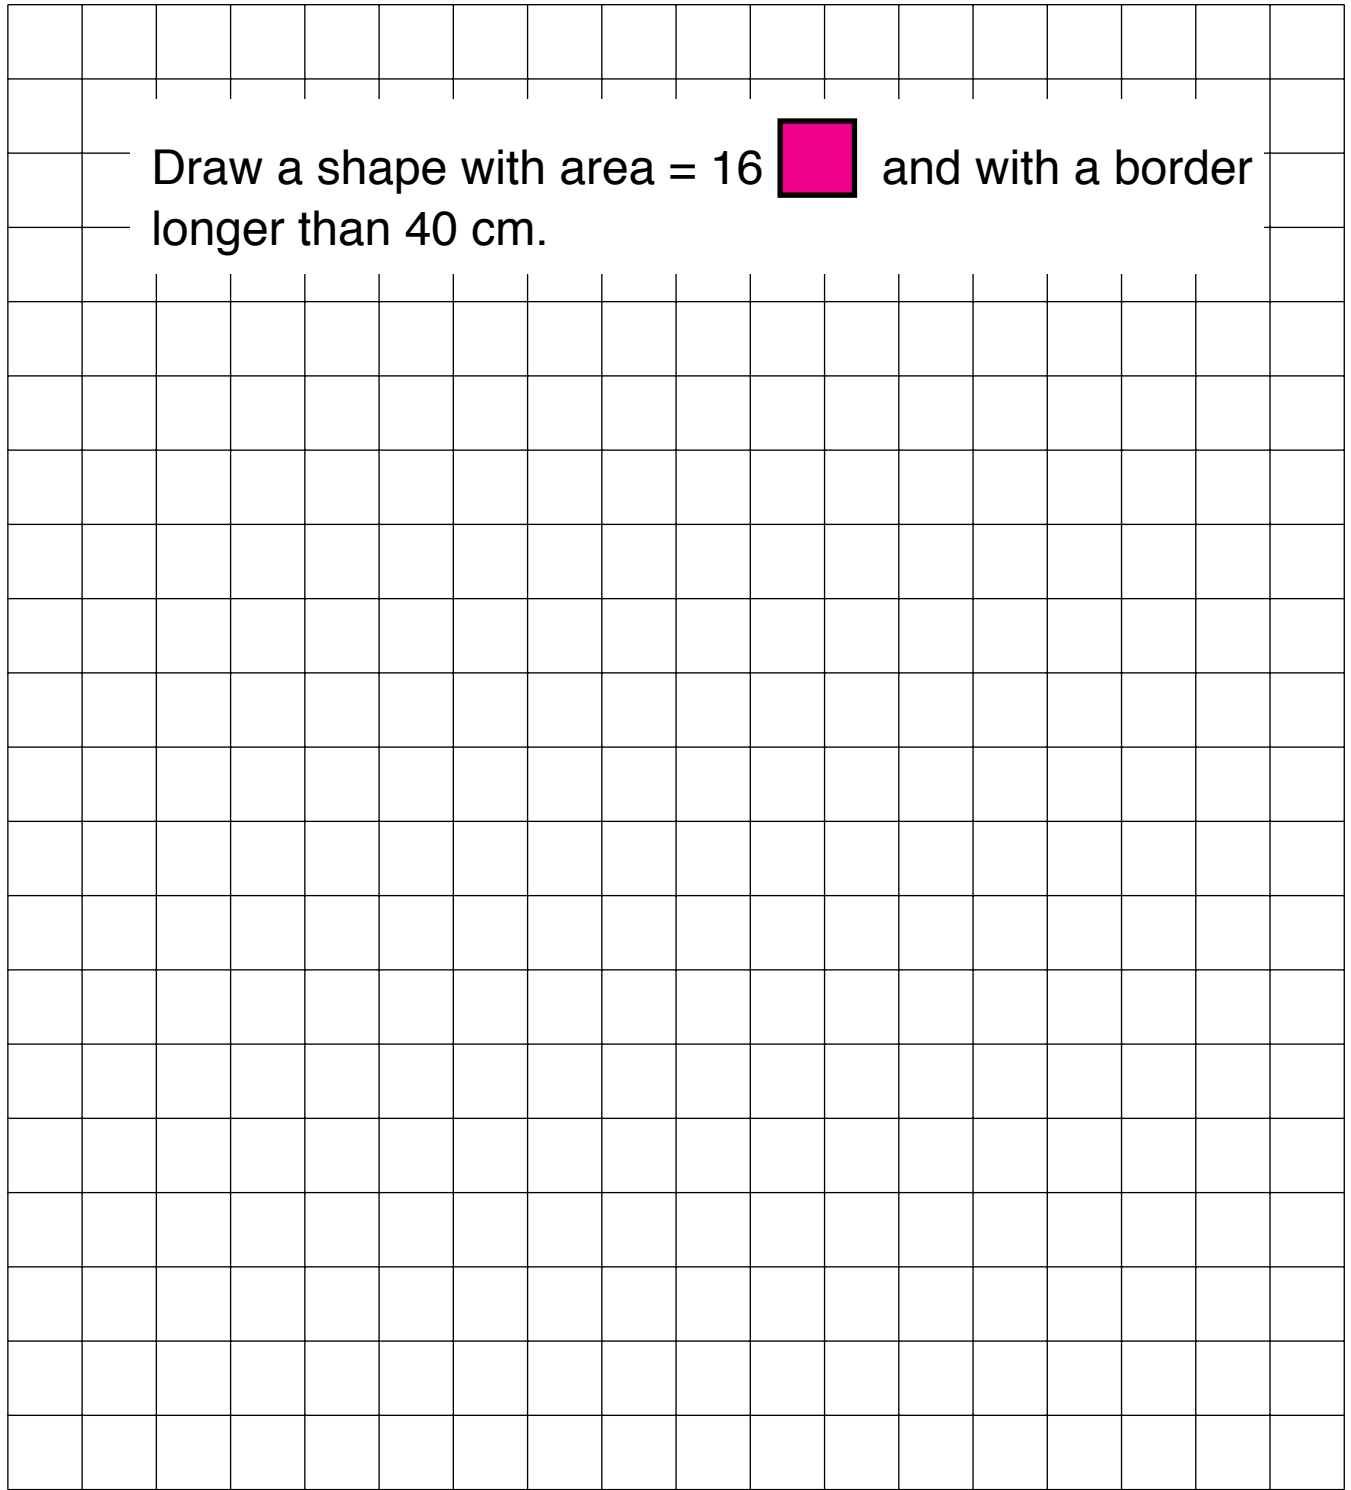 Draw a shape with area = 16 and with a border
longer than 40 cm.